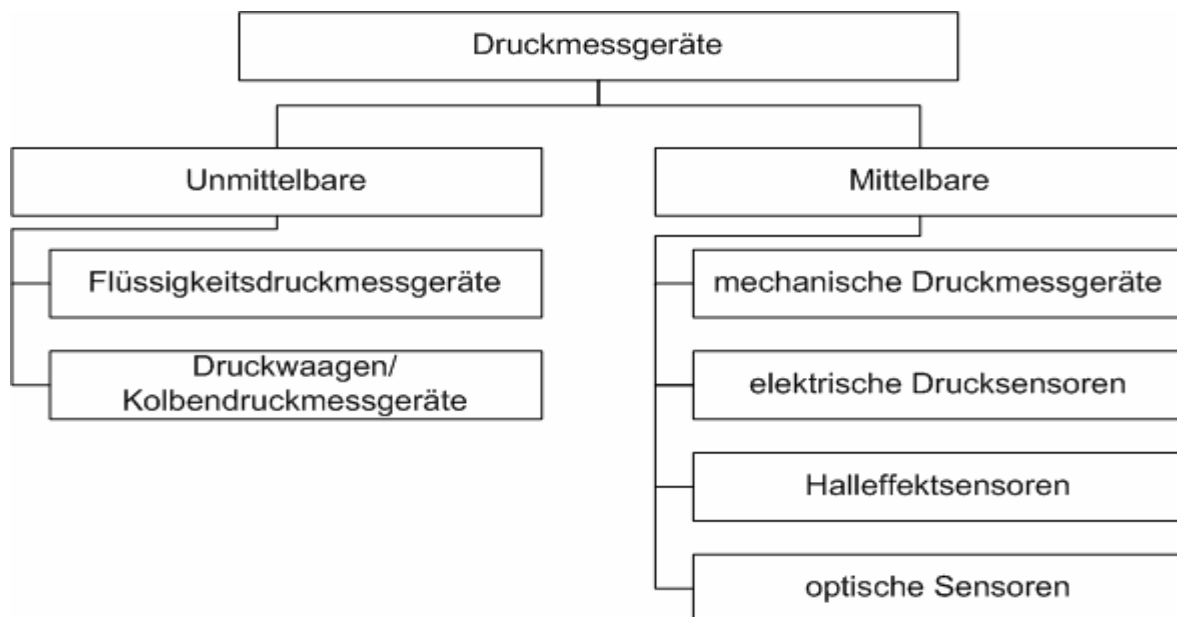 Druckmessgeräte
Unmittelbare
Flüssigkeitsdruckmessgeräte
Druckwaagen/
Kolbendruckmessgeräte
Mittelbare
mechanische Druckmessgeräte
elektrische Drucksensoren
Halleffektsensoren
optische Sensoren